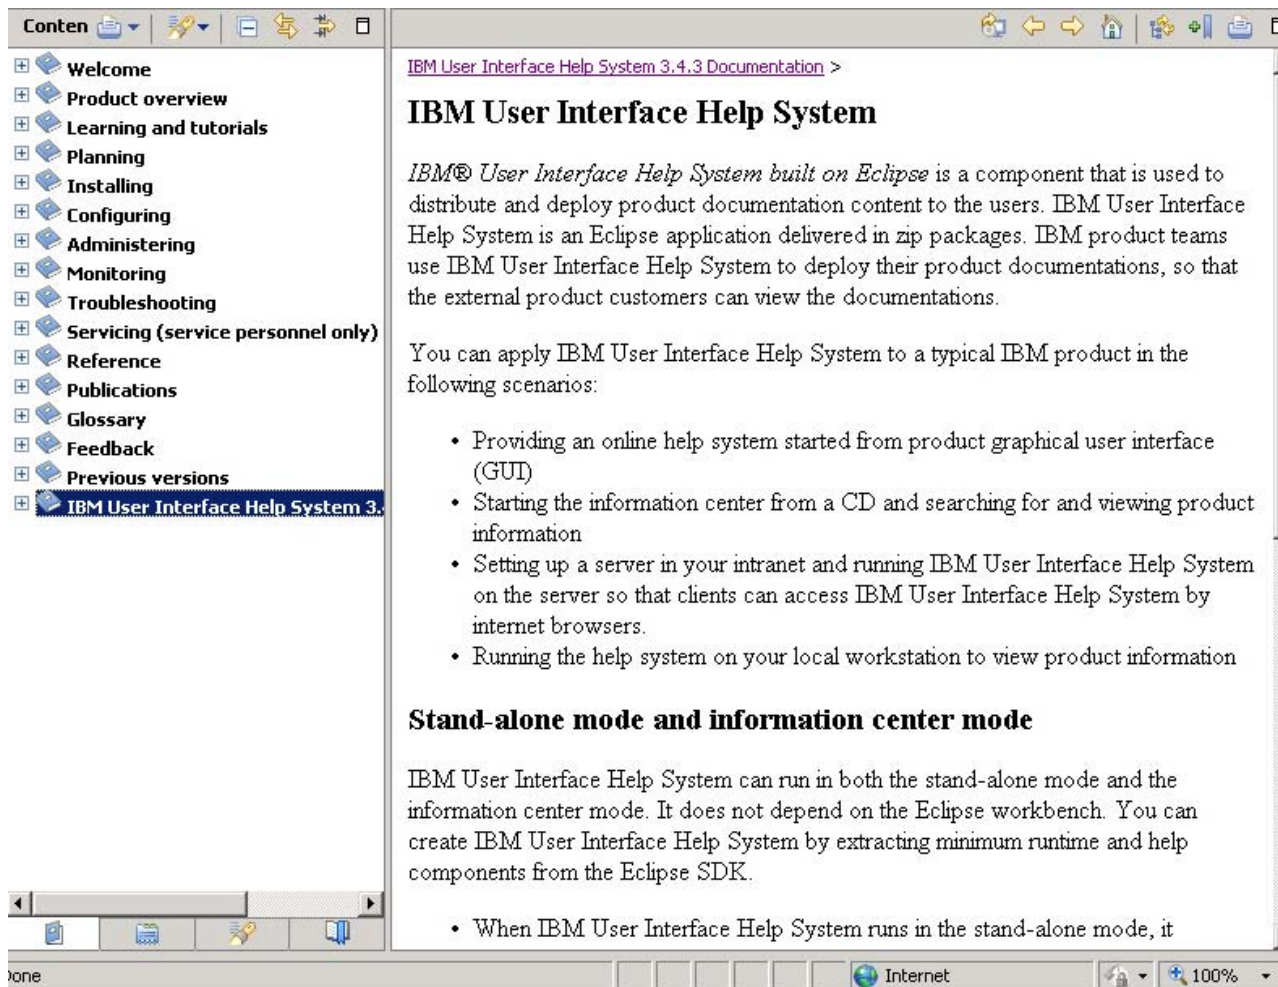 Conten
Welcome
Product overview
Learning and tutorials
Planning
Installing
Configuring
Administering
Monitoring
Troubleshooting
Servicing (service personnel only)
Reference
Publications
Glossary
Feedback
Previous versions
IBM User Interface Help System 3.
IBM User Interface Help System 3.4.3 Documentation >
IBM User Interface Help System
IBM® User Interface Help System built on Eclipse is a component that is used to
distribute and deploy product documentation content to the users. IBM User Interface
Help System is an Eclipse application delivered in zip packages. IBM product teams
use IBM User Interface Help System to deploy their product documentations, so that
the external product customers can view the documentations.
You can apply IBM User Interface Help System to a typical IBM product in the
following scenarios:
• Providing an online help system started from product graphical user interface
(GUI)
• Starting the information center from a CD and searching for and viewing product
information
• Setting up a server in your intranet and running IBM User Interface Help System
on the server so that clients can access IBM User Interface Help System by
internet browsers.
• Running the help system on your local workstation to view product information
Stand-alone mode and information center mode
IBM User Interface Help System can run in both the stand-alone mode and the
information center mode. It does not depend on the Eclipse workbench. You can
create IBM User Interface Help System by extracting minimum runtime and help
components from the Eclipse SDK.
• When IBM User Interface Help System runs in the stand-alone mode, it
Done
Internet
100%